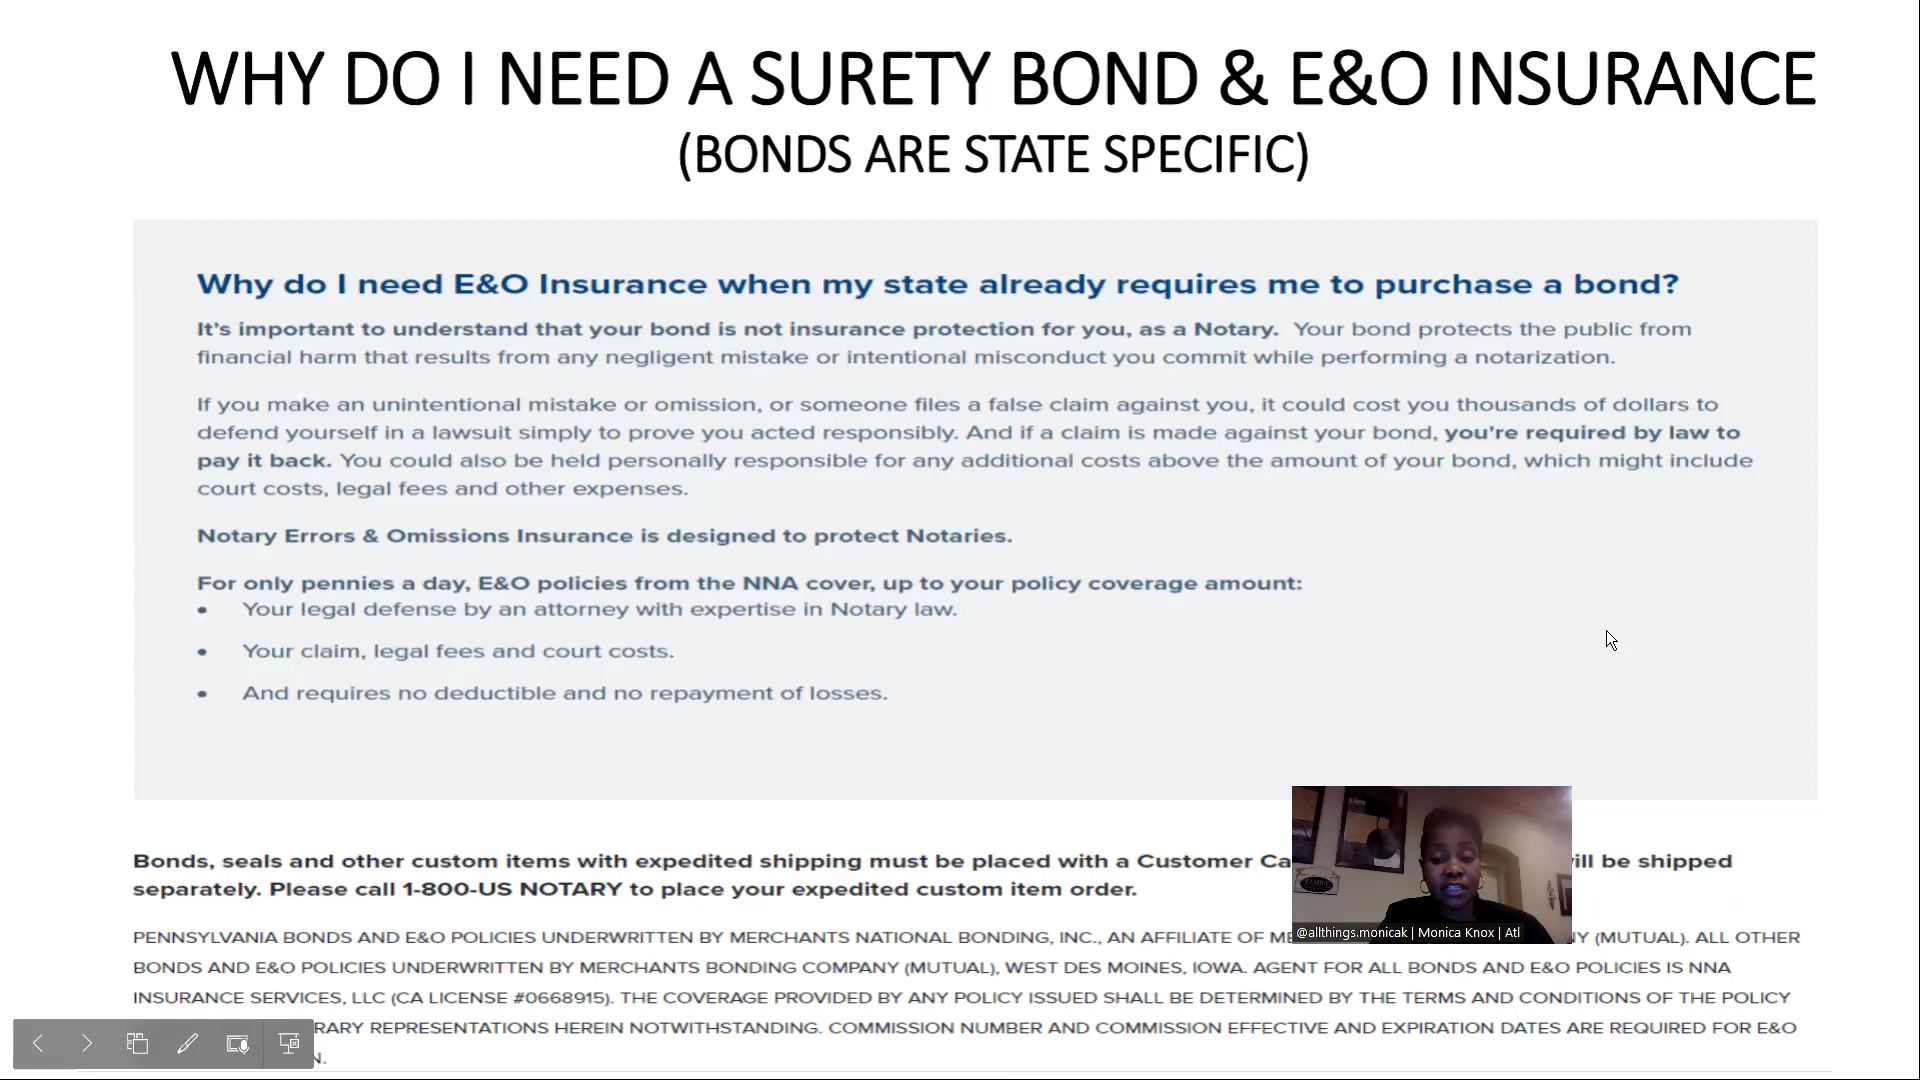 WHY DO I NEED A SURETY BOND & E&O INSURANCE
(BONDS ARE STATE SPECIFIC)
Why do I need E&O Insurance when my state already requires me to purchase a bond?
It's important to understand that your bond is not insurance protection for you, as a Notary. Your bond protects the public from
financial harm that results from any negligent mistake or intentional misconduct you commit while performing a notarization.
If you make an unintentional mistake or omission, or someone files a false claim against you, it could cost you thousands of dollars to
defend yourself in a lawsuit simply to prove you acted responsibly. And if a claim is made against your bond, you're required by law to
pay it back. You could also be held personally responsible for any additional costs above the amount of your bond, which might include
court costs, legal fees and other expenses.
Notary Errors & Omissions Insurance is designed to protect Notaries.
For only pennies a day, E&O policies from the NNA cover, up to your policy coverage amount:
• Your legal defense by an attorney with expertise in Notary law.
• Your claim, legal fees and court costs.
• And requires no deductible and no repayment of losses.
Bonds, seals and other custom items with expedited shipping must be placed with a Customer Ca ill be shipped
separately. Please call 1-800-US NOTARY to place your expedited custom item order.
FAMILY
@allthings.monicak | Monica Knox | Atl
PENNSYLVANIA BONDS AND E&O POLICIES UNDERWRITTEN BY MERCHANTS NATIONAL BONDING, INC., AN AFFILIATE OF ME Y (MUTUAL). ALL OTHER
BONDS AND E&O POLICIES UNDERWRITTEN BY MERCHANTS BONDING COMPANY (MUTUAL), WEST DES MOINES, IOWA. AGENT FOR ALL BONDS AND E&O POLICIES IS NNA
INSURANCE SERVICES, LLC (CA LICENSE #0668915). THE COVERAGE PROVIDED BY ANY POLICY ISSUED SHALL BE DETERMINED BY THE TERMS AND CONDITIONS OF THE POLICY
RARY REPRESENTATIONS HEREIN NOTWITHSTANDING. COMMISSION NUMBER AND COMMISSION EFFECTIVE AND EXPIRATION DATES ARE REQUIRED FOR E&O
N.